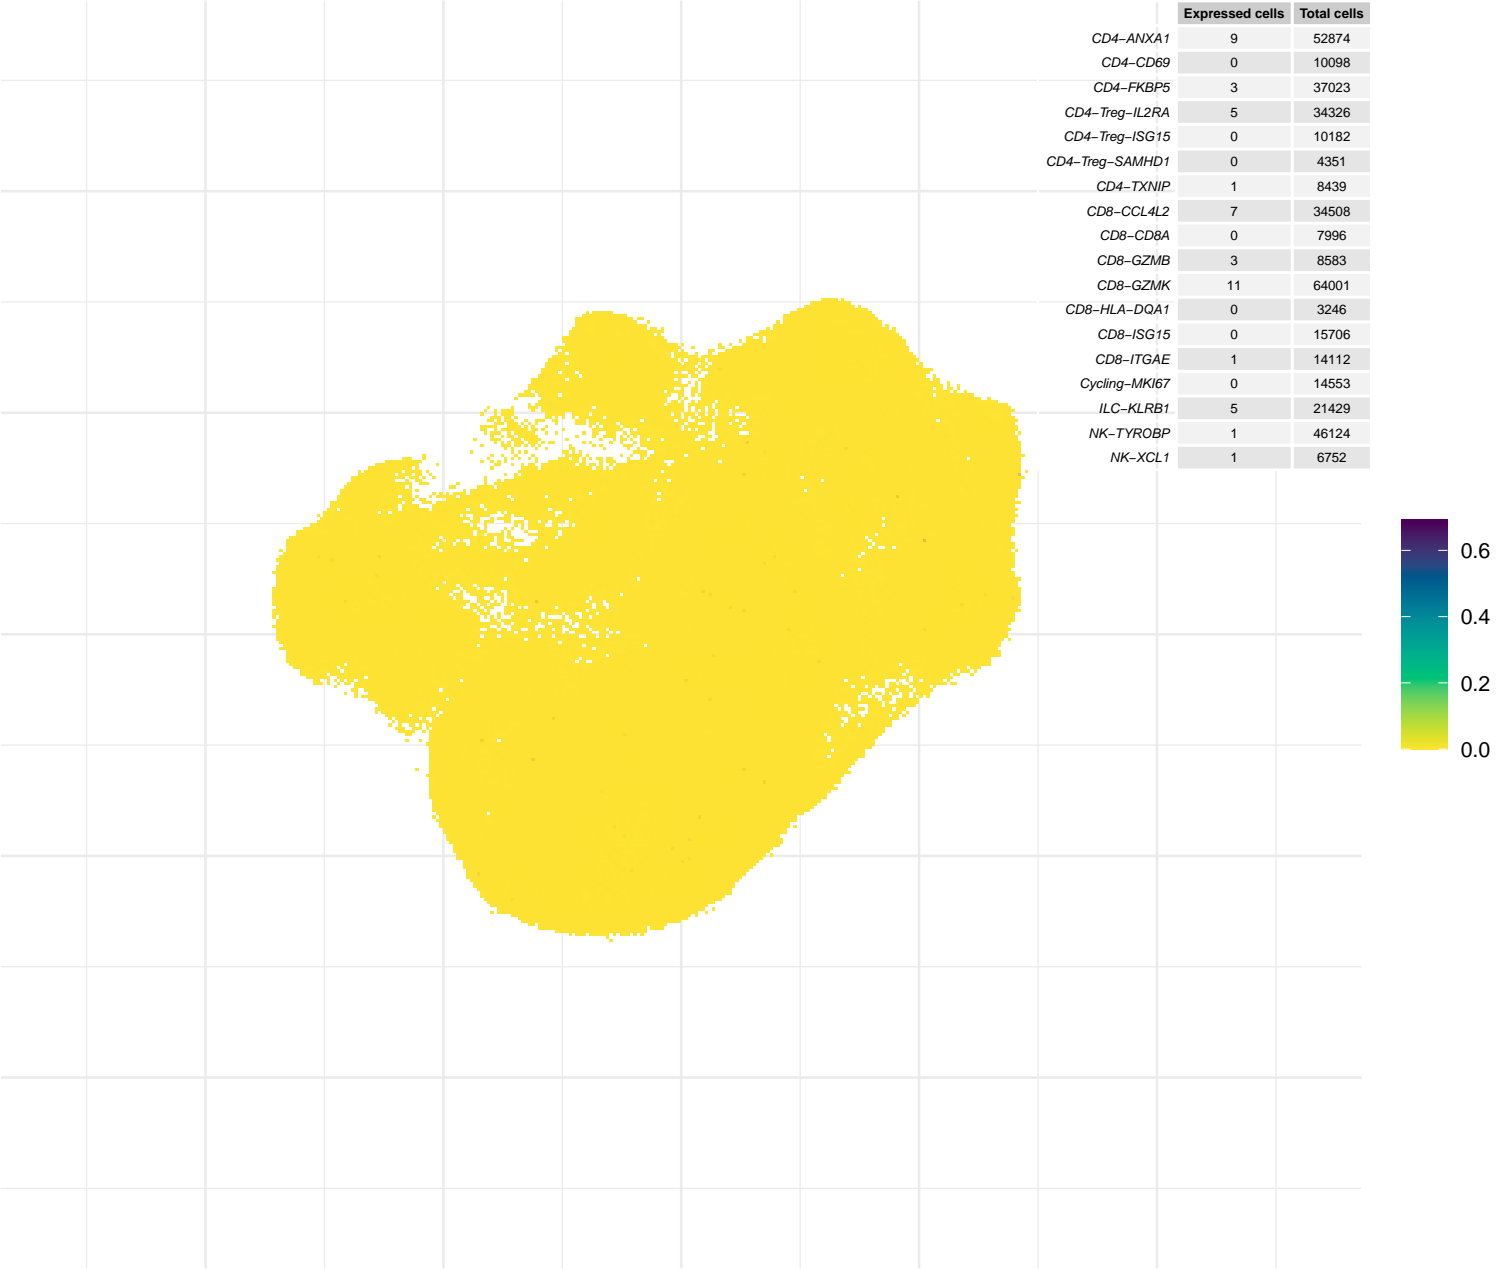 Expressed cells Total cells
CD4−ANXA1 9 52874
CD4−CD69 0 10098
CD4−FKBP5 3 37023
CD4−Treg−IL2RA 5 34326
CD4−Treg−ISG15 0 10182
CD4−Treg−SAMHD1 0 4351
CD4−TXNIP 1 8439
CD8−CCL4L2 7 34508
CD8−CD8A 0 7996
CD8−GZMB 3 8583
CD8−GZMK 11 64001
CD8−HLA−DQA1 0 3246
CD8−ISG15 0 15706
CD8−ITGAE 1 14112
Cycling−MKI67 0 14553
ILC−KLRB1 5 21429
NK−TYROBP 1 46124
NK−XCL1 1 6752
0.6
0.4
0.2
0.0